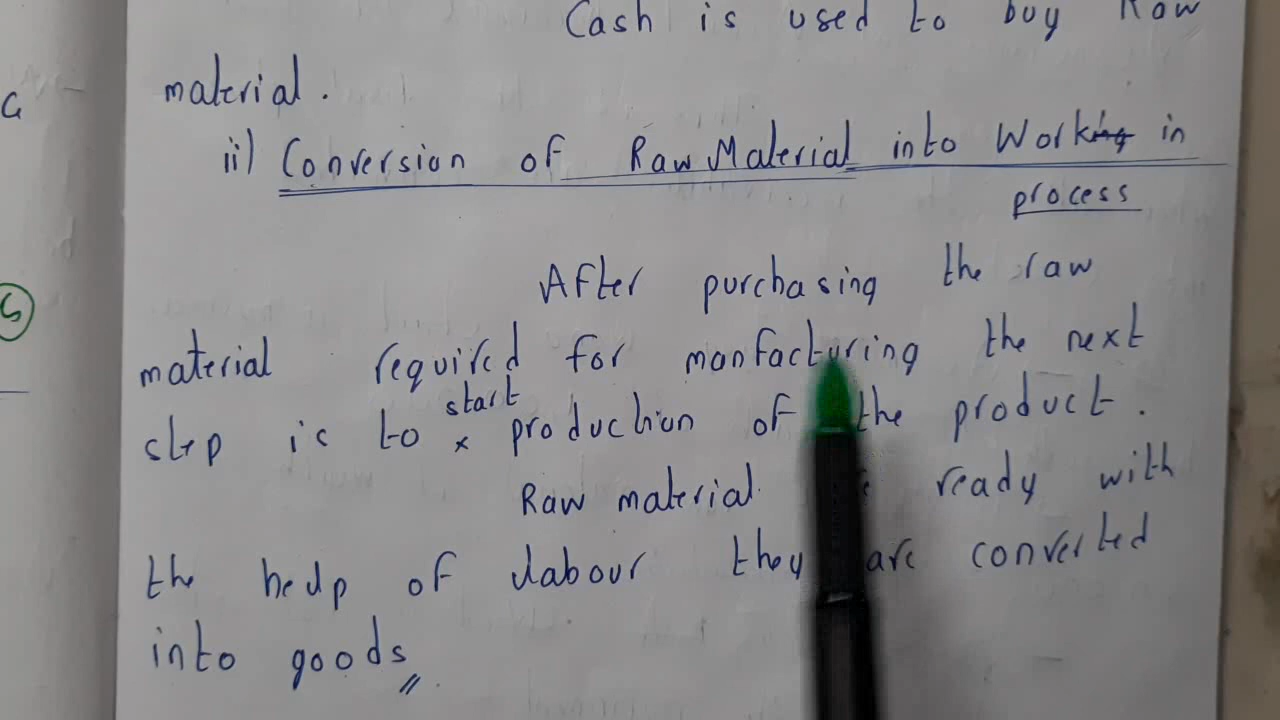 Cash is used to buy Raw
material.
ii) Conversion of Raw Material into Work in
process
After purchasing the raw
material required for manfacturing the next
step is to start production of the product.
Raw material ready with
the help of labour they are converted
into goods
G
S